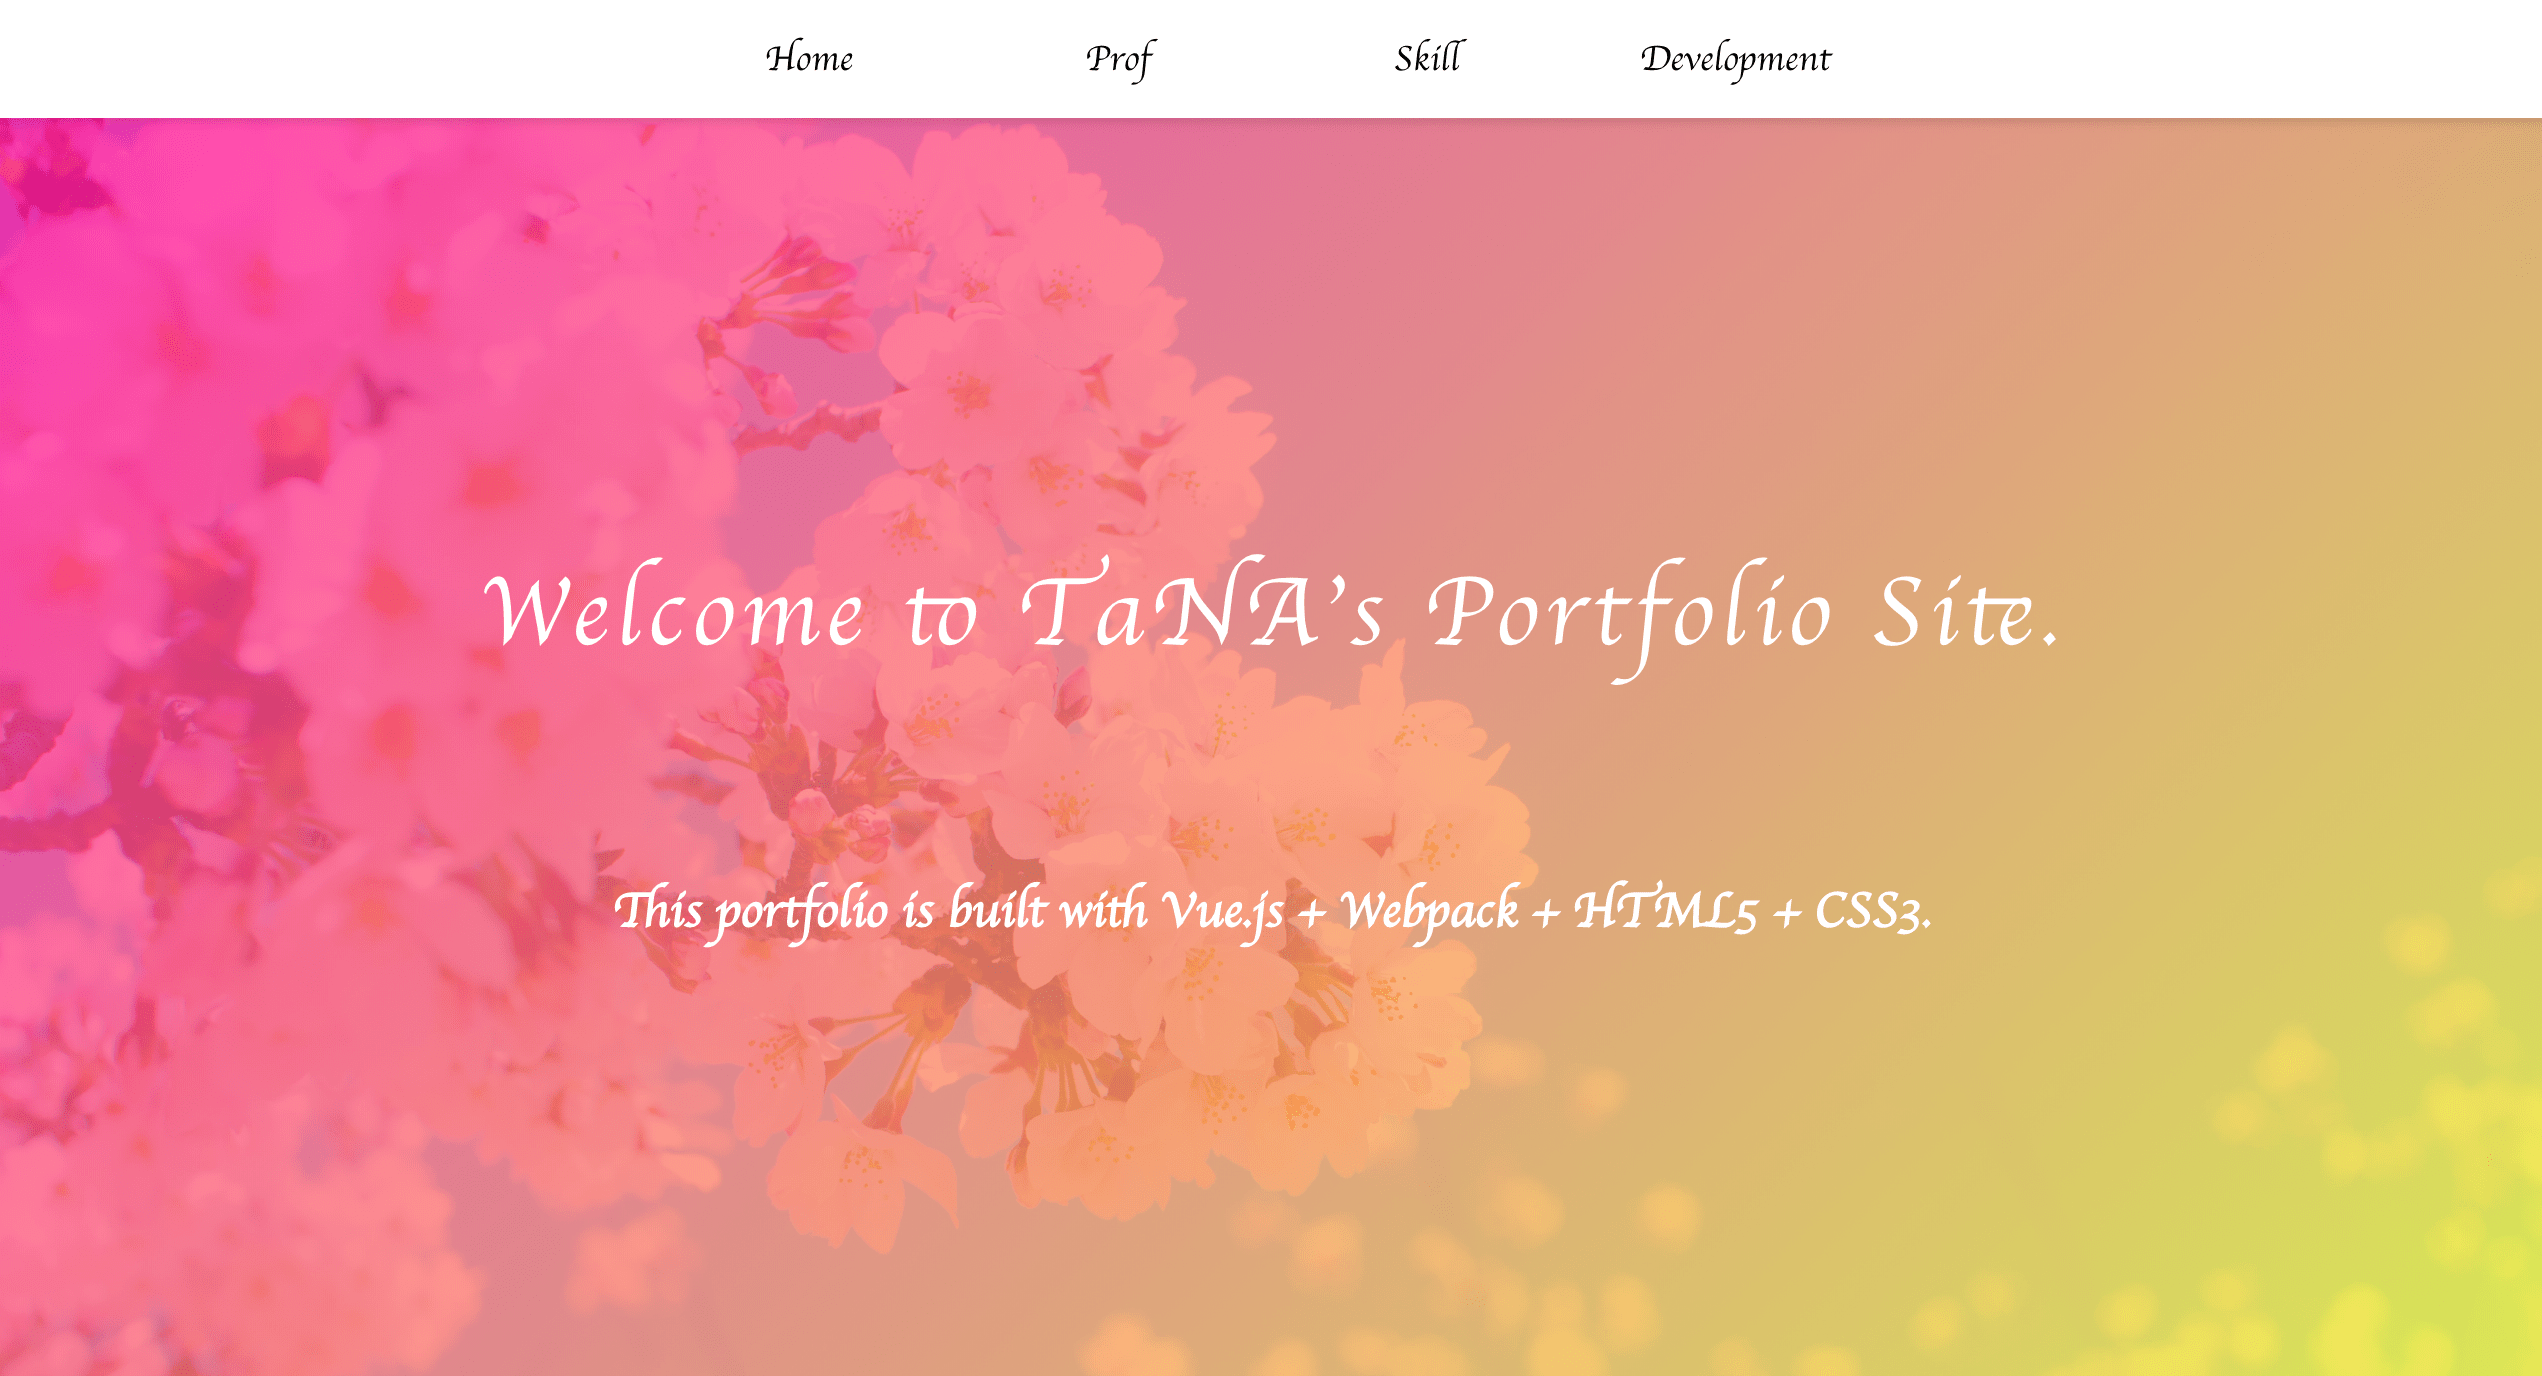 Home Prof Skill Development
Welcome to TaNA's Portfolio Site.
This portfolio is built with Vue.js + Webpack + HTML5 + CSS3.